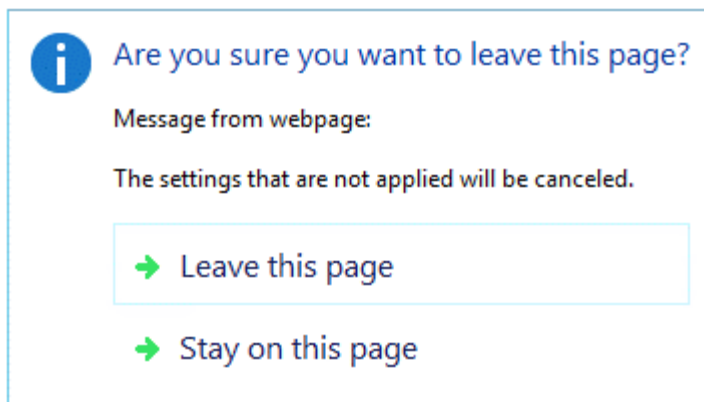 Are you sure you want to leave this page?
Message from webpage:
The settings that are not applied will be canceled.
Leave this page
Stay on this page